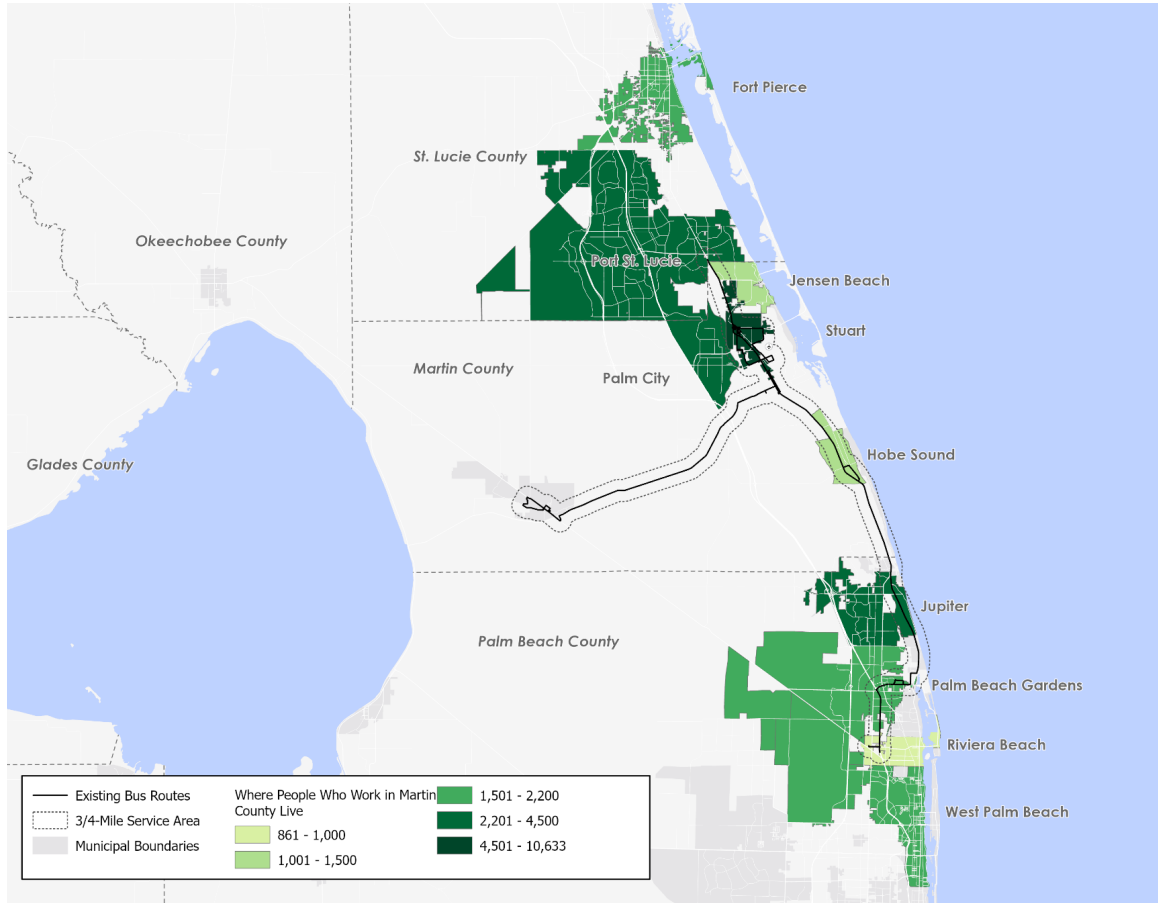 Fort Pierce
St. Lucie County
Okeechobee County
Port St. Lucie
Jensen Beach
Stuart
Martin County
Palm City
Hobe Sound
Glades County
Jupiter
Palm Beach County
Palm Beach Gardens
Riviera Beach
West Palm Beach
Existing Bus Routes
3/4-Mile Service Area
Municipal Boundaries
Where People Who Work in Martin
County Live
861 - 1,000
1,001 - 1,500
1,501 - 2,200
2,201 - 4,500
4,501 - 10,633